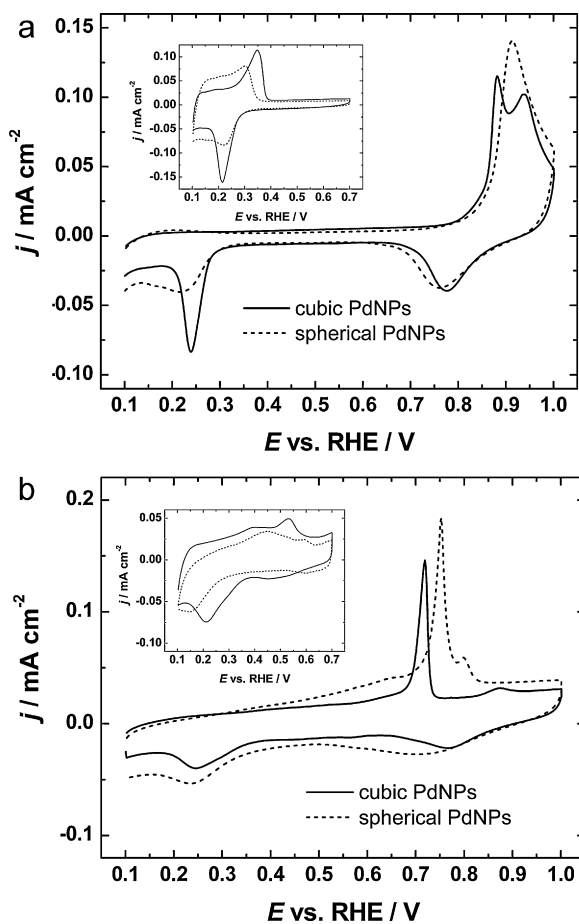 a
0.15
0.10
0.05
0.00
-0.05
-0.10
j / mA cm-2
0.1 0.2 0.3 0.4 0.5 0.6 0.7 0.8 0.9 1.0
E vs. RHE / V
cubic PdNPs
spherical PdNPs
0.10
0.05
0.00
-0.05
-0.10
-0.15
j / mA cm-2
0.1 0.2 0.3 0.4 0.5 0.6 0.7
E vs. RHE / V
b
0.2
0.1
0.0
-0.1
j / mA cm-2
0.1 0.2 0.3 0.4 0.5 0.6 0.7 0.8 0.9 1.0
E vs. RHE / V
cubic PdNPs
spherical PdNPs
0.05
0.00
-0.05
-0.10
j / mA cm-2
0.1 0.2 0.3 0.4 0.5 0.6 0.7
E vs. RHE / V